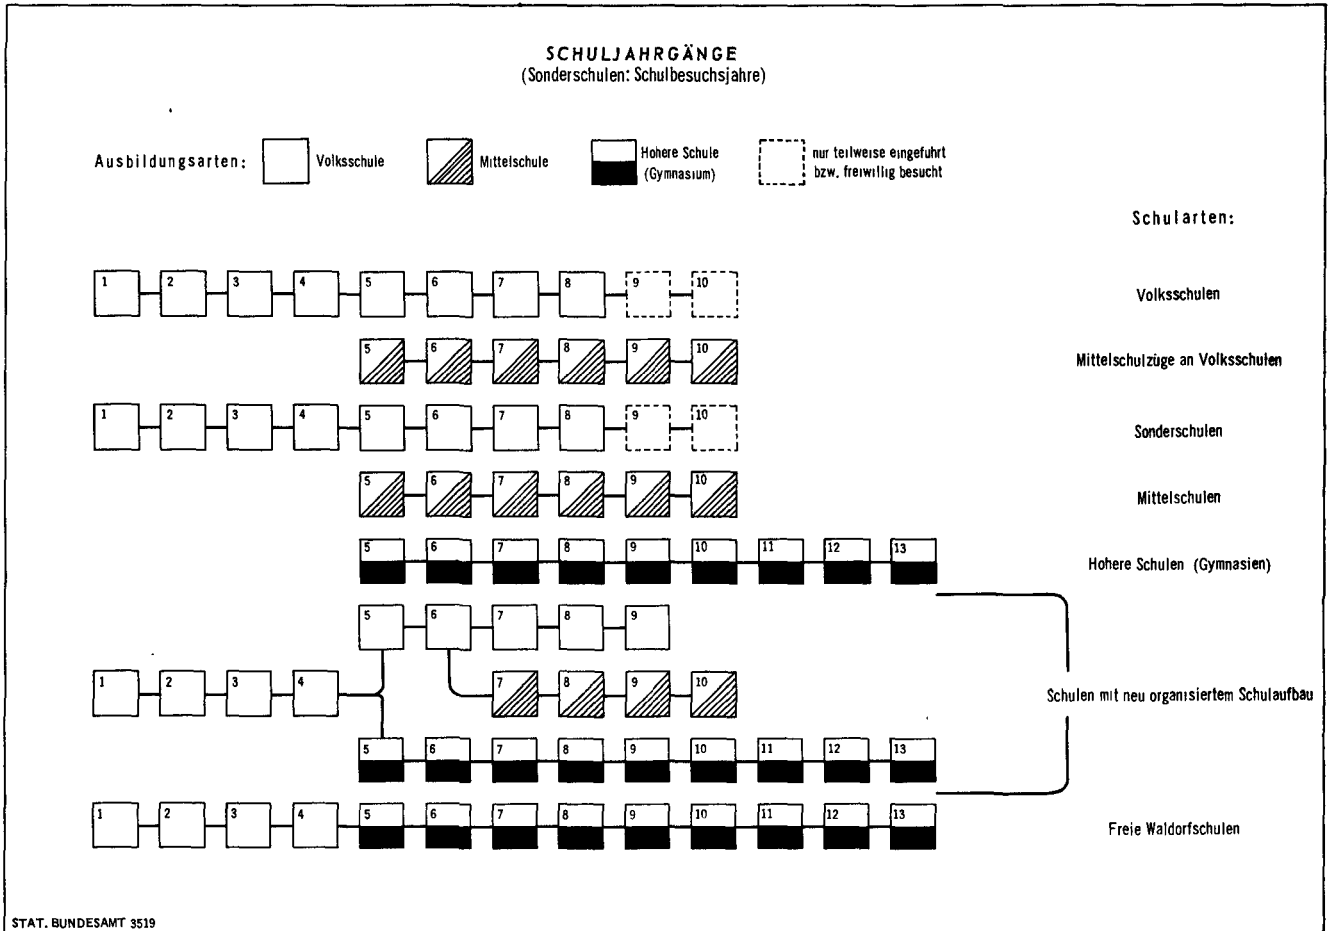 SCHULJAHRGÄNGE
(Sonderschulen: Schulbesuchsjahre)
Ausbildungsarten: Volksschule Mittelschule Hohere Schule (Gymnasium) nur teilweise eingefuhrt bzw. freiwillig besucht
Schularten:
1 2 3 4 5 6 7 8 9 10 Volksschulen
5 6 7 8 9 10 Mittelschulzüge an Volksschulen
1 2 3 4 5 6 7 8 9 10 Sonderschulen
5 6 7 8 9 10 Mittelschulen
5 6 7 8 9 10 11 12 13 Hohere Schulen (Gymnasien)
5 6 7 8 9
1 2 3 4 7 8 9 10 Schulen mit neu organisiertem Schulaufbau
5 6 7 8 9 10 11 12 13
1 2 3 4 5 6 7 8 9 10 11 12 13 Freie Waldorfschulen
STAT. BUNDESAMT 3519